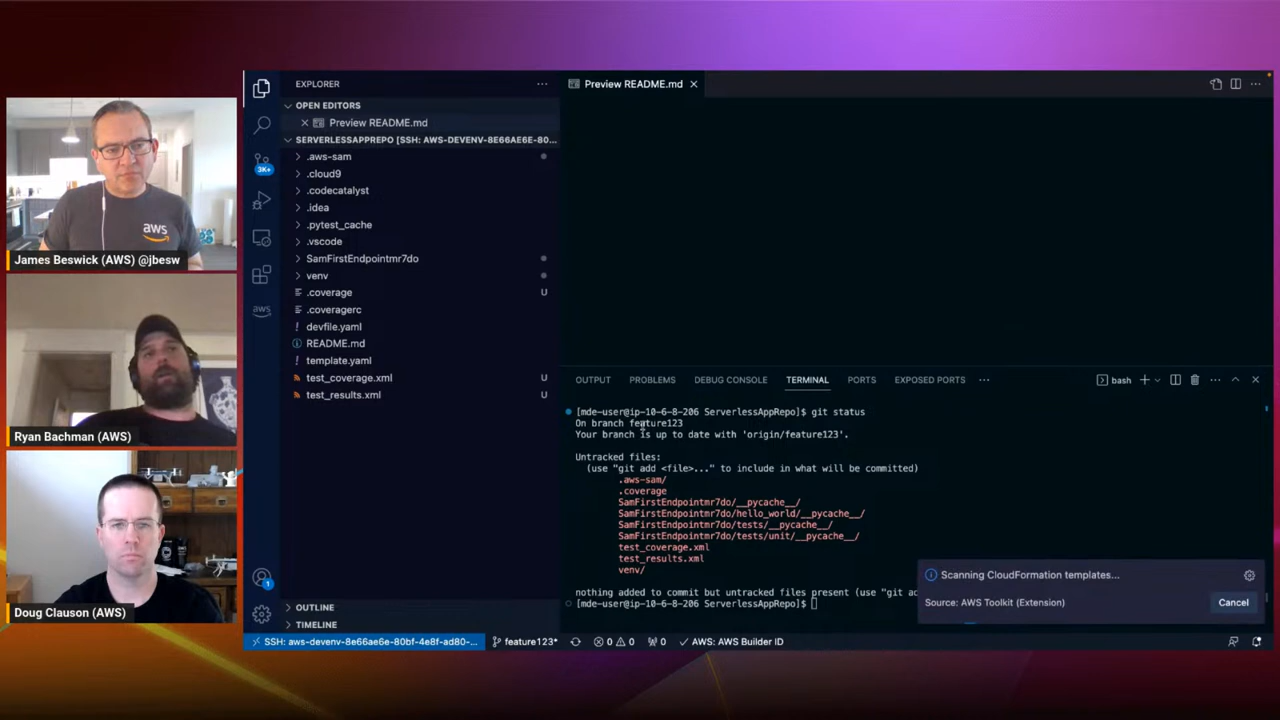 aws
James Beswick (AWS) @jbesw
Ryan Bachman (AWS)
Doug Clauson (AWS)
3K+
aws
1
EXPLORER
OPEN EDITORS
Preview README.md
SERVERLESSAPPREPO [SSH: AWS-DEVENV-8E66AE6E-80...
.aws-sam
.cloud9
.codecatalyst
.idea
.pytest_cache
.vscode
SamFirstEndpointmr7do
venv
.coverage U
.coveragerc
devfile.yaml
README.md
template.yaml
test_coverage.xml U
test_results.xml U
OUTLINE
TIMELINE
Preview README.md
OUTPUT PROBLEMS DEBUG CONSOLE TERMINAL PORTS EXPOSED PORTS
bash
[mde-user@ip-10-6-8-206 ServerlessAppRepo]$ git status
On branch feature123
Your branch is up to date with 'origin/feature123'.
Untracked files:
(use "git add <file>..." to include in what will be committed)
.aws-sam/
.coverage
SamFirstEndpointmr7do/__pycache__/
SamFirstEndpointmr7do/hello_world/__pycache__/
SamFirstEndpointmr7do/tests/__pycache__/
SamFirstEndpointmr7do/tests/unit/__pycache__/
test_coverage.xml
test_results.xml
venv/
nothing added to commit but untracked files present (use "git ad
[mde-user@ip-10-6-8-206 ServerlessAppRepo]$
Scanning CloudFormation templates...
Source: AWS Toolkit (Extension)
Cancel
SSH: aws-devenv-8e66ae6e-80bf-4e8f-ad80-... feature123* 0 0 0 AWS: AWS Builder ID